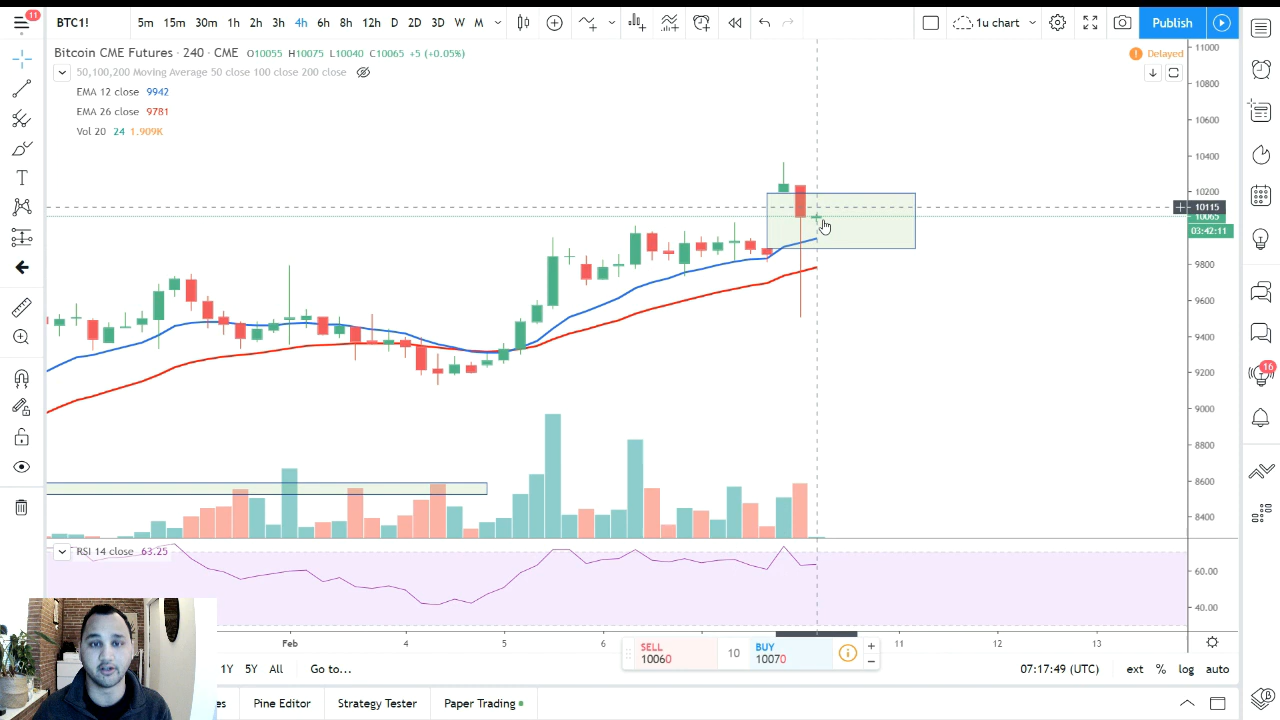 11
BTC1!
5m 15m 30m 1h 2h 3h 4h 6h 8h 12h D 2D 3D W M
1u chart
Publish
Bitcoin CME Futures · 240 · CME O10055 H10075 L10040 C10065 +5 (+0.05%)
Delayed
50,100,200 Moving Average 50 close 100 close 200 close
EMA 12 close 9942
EMA 26 close 9781
Vol 20 24 1.909K
11000
10800
10600
10400
10200
10115
10065
03:42:11
9800
9600
9400
9200
9000
8800
8600
8400
16
RSI 14 close 63.25
60.00
40.00
Feb 4 5 6 11 12 13
SELL
10060
10
BUY
10070
1Y 5Y All Go to...
07:17:49 (UTC) ext % log auto
Pine Editor Strategy Tester Paper Trading